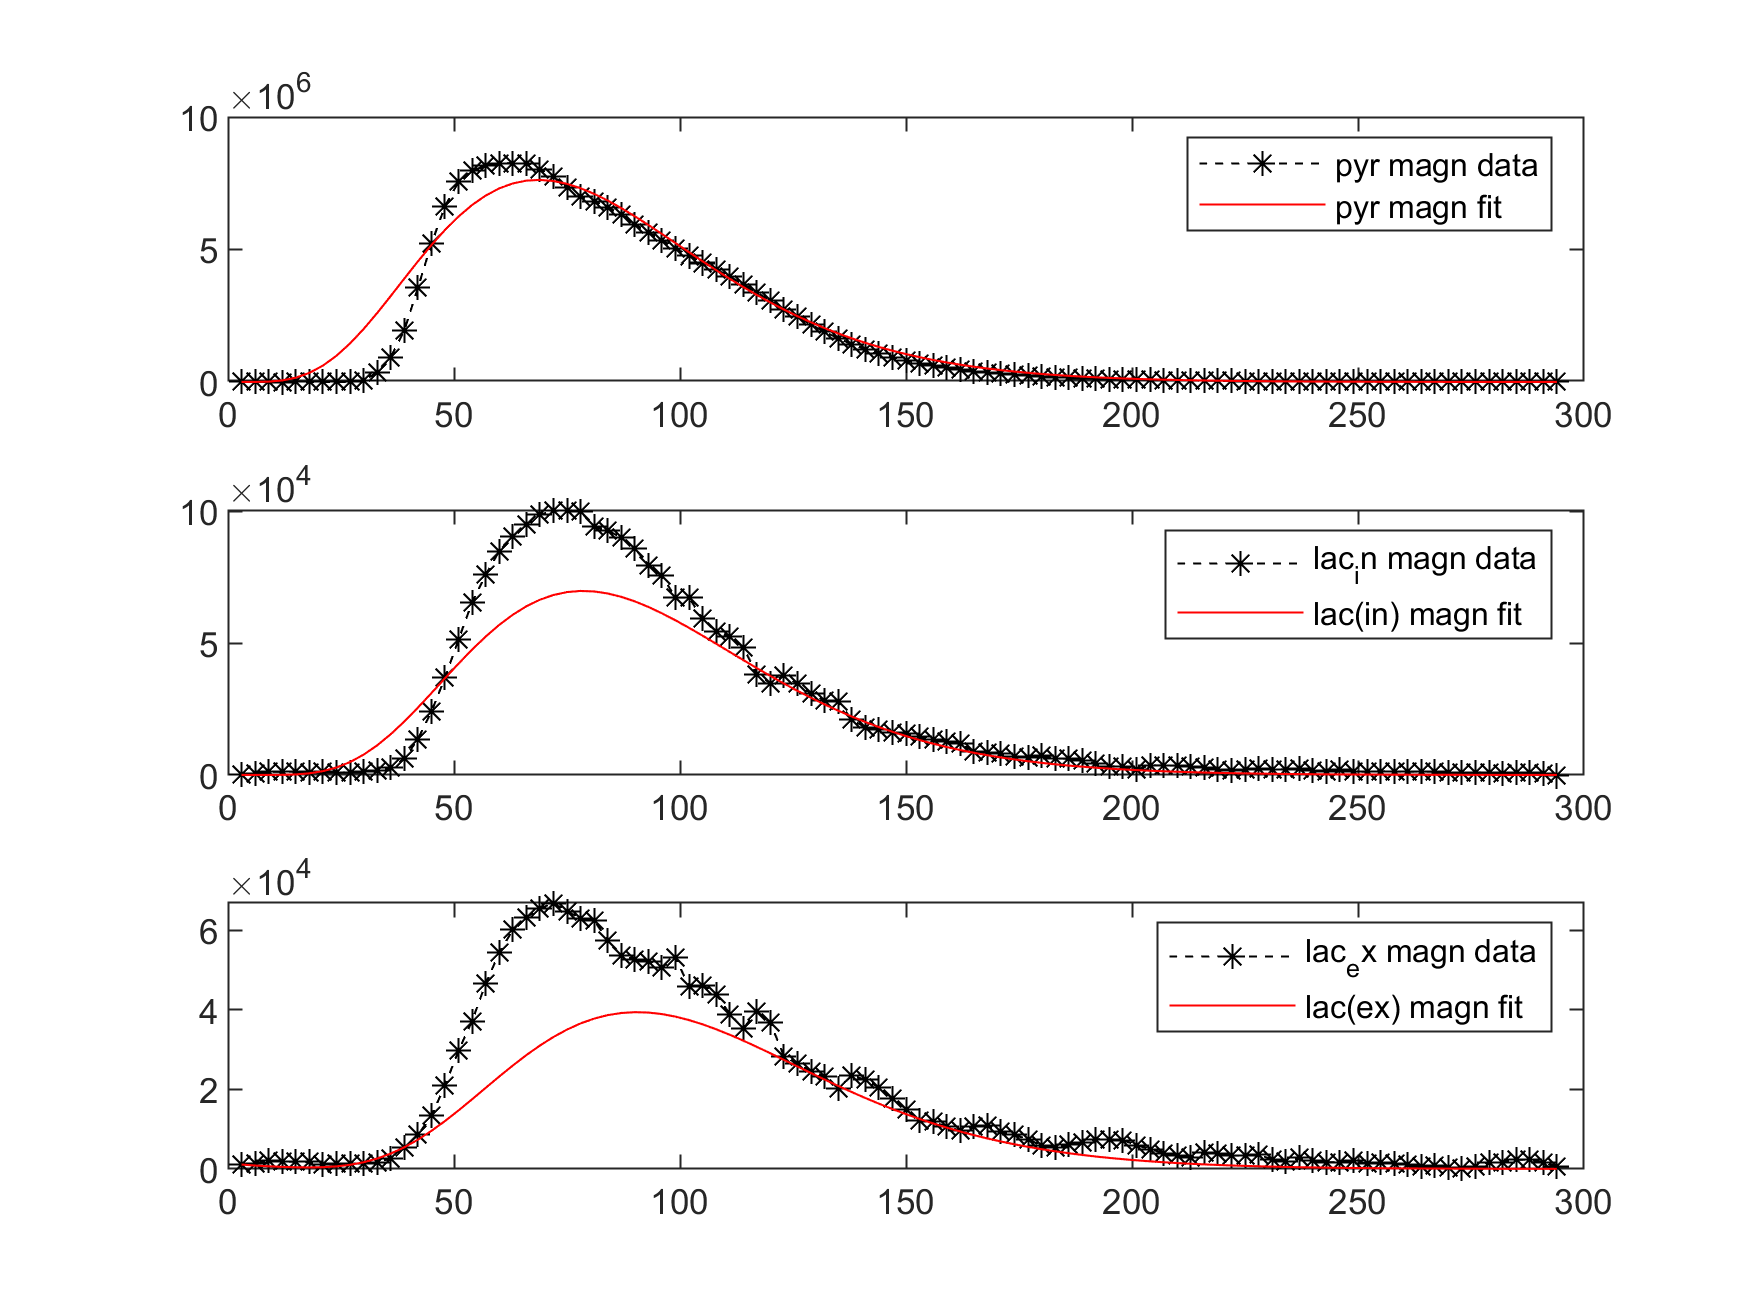 ×10^6
10
5
0
0 50 100 150 200 250 300
pyr magn data
pyr magn fit
×10^4
10
5
0
0 50 100 150 200 250 300
lac_in magn data
lac(in) magn fit
×10^4
6
4
2
0
0 50 100 150 200 250 300
lac_ex magn data
lac(ex) magn fit